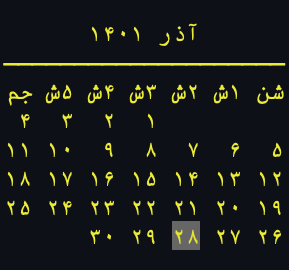 آذر ۱۴۰۱
شن ۱ش ۲ش ۳ش ۴ش ۵ش جم
۱ ۲ ۳ ۴
۵ ۶ ۷ ۸ ۹ ۱۰ ۱۱
۱۲ ۱۳ ۱۴ ۱۵ ۱۶ ۱۷ ۱۸
۱۹ ۲۰ ۲۱ ۲۲ ۲۳ ۲۴ ۲۵
۲۶ ۲۷ ۲۸ ۲۹ ۳۰